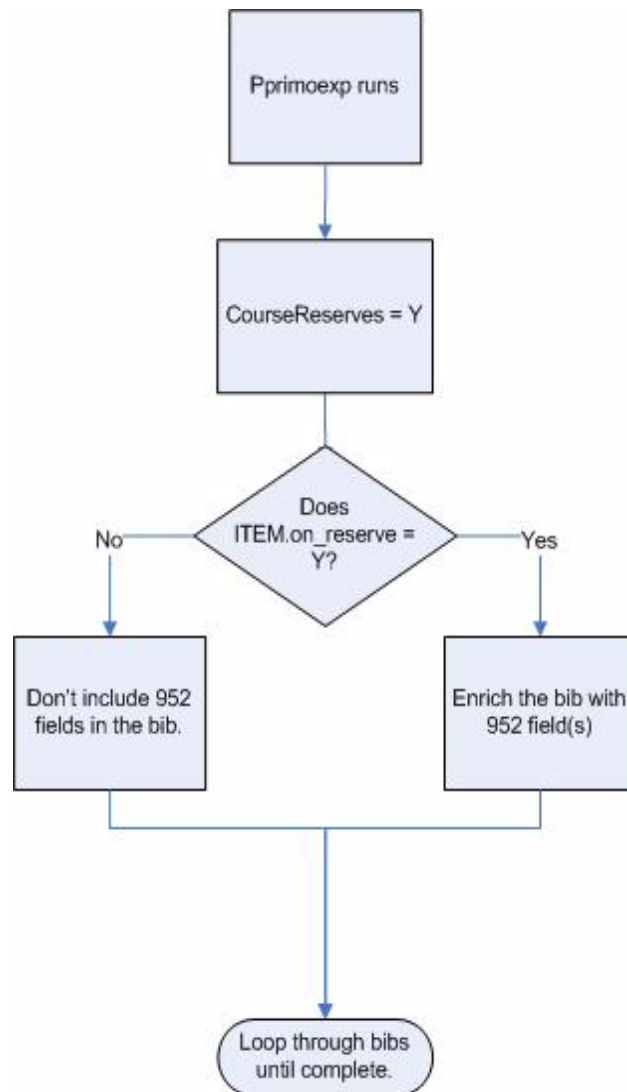 Pprimoexp runs
CourseReserves = Y
Does
ITEM.on_reserve =
Y?
No
Yes
Don't include 952
fields in the bib.
Enrich the bib with
952 field(s)
Loop through bibs
until complete.